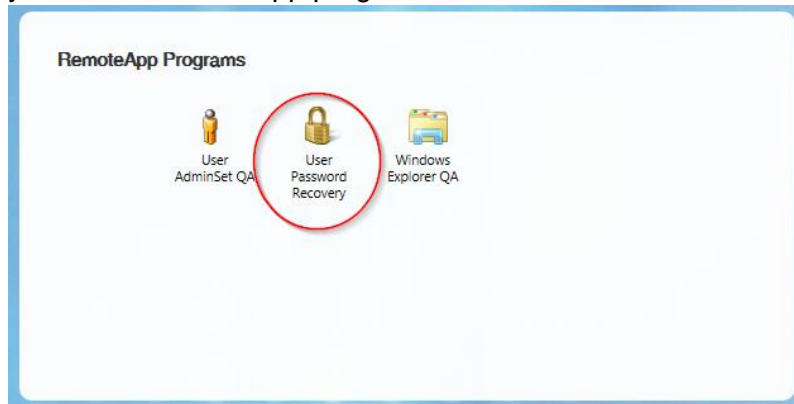 RemoteApp Programs
User
AdminSet QA
User
Password
Recovery
Windows
Explorer QA